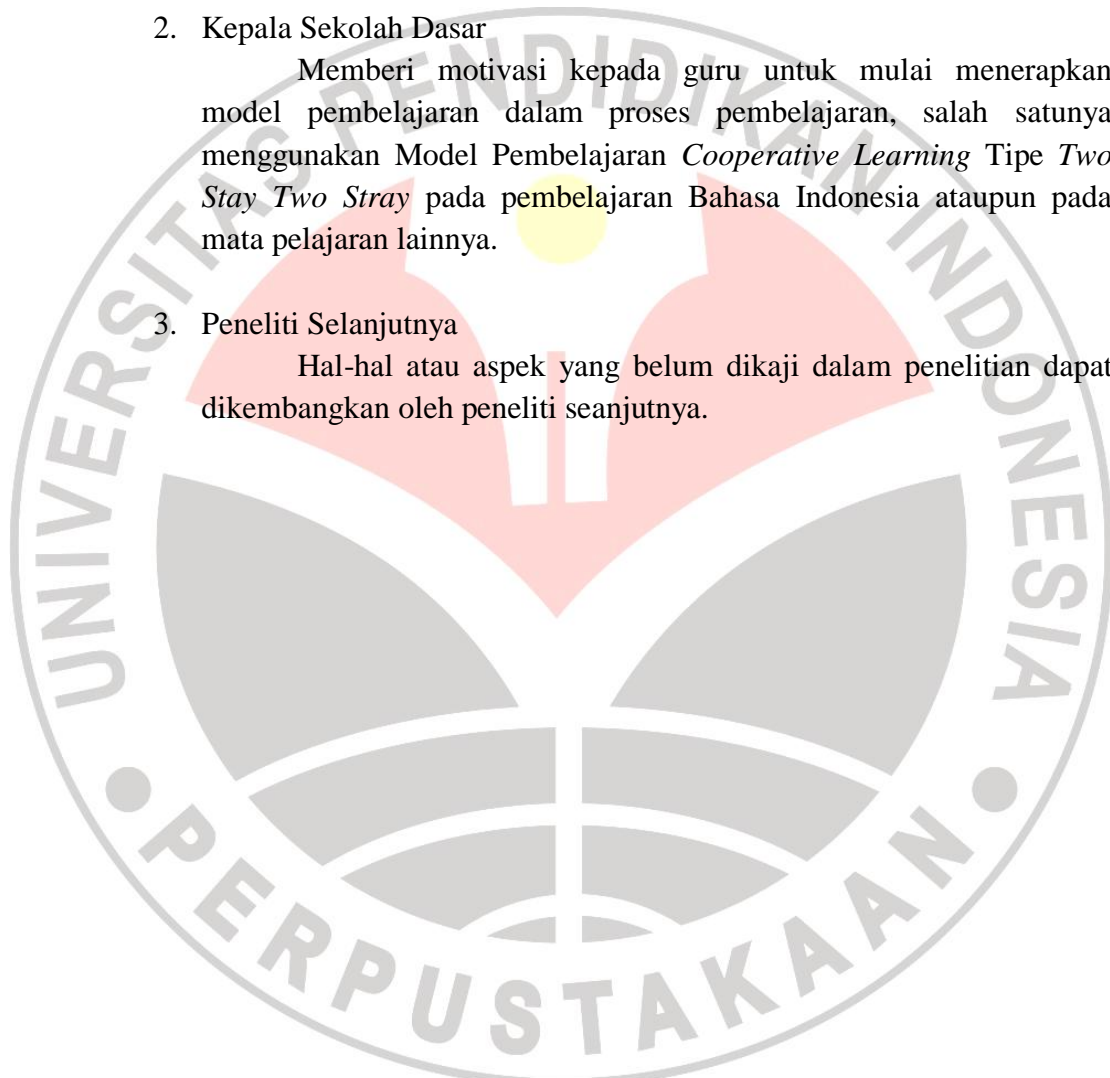 2. Kepala Sekolah Dasar
Memberi motivasi kepada guru untuk mulai menerapkan
model pembelajaran dalam proses pembelajaran, salah satunya
menggunakan Model Pembelajaran Cooperative Learning Tipe Two
Stay Two Stray pada pembelajaran Bahasa Indonesia ataupun pada
mata pelajaran lainnya.
3. Peneliti Selanjutnya
Hal-hal atau aspek yang belum dikaji dalam penelitian dapat
dikembangkan oleh peneliti seanjutnya.
UNIVERSITAS PENDIDIKAN INDONESIA
PERPUSTAKAAN